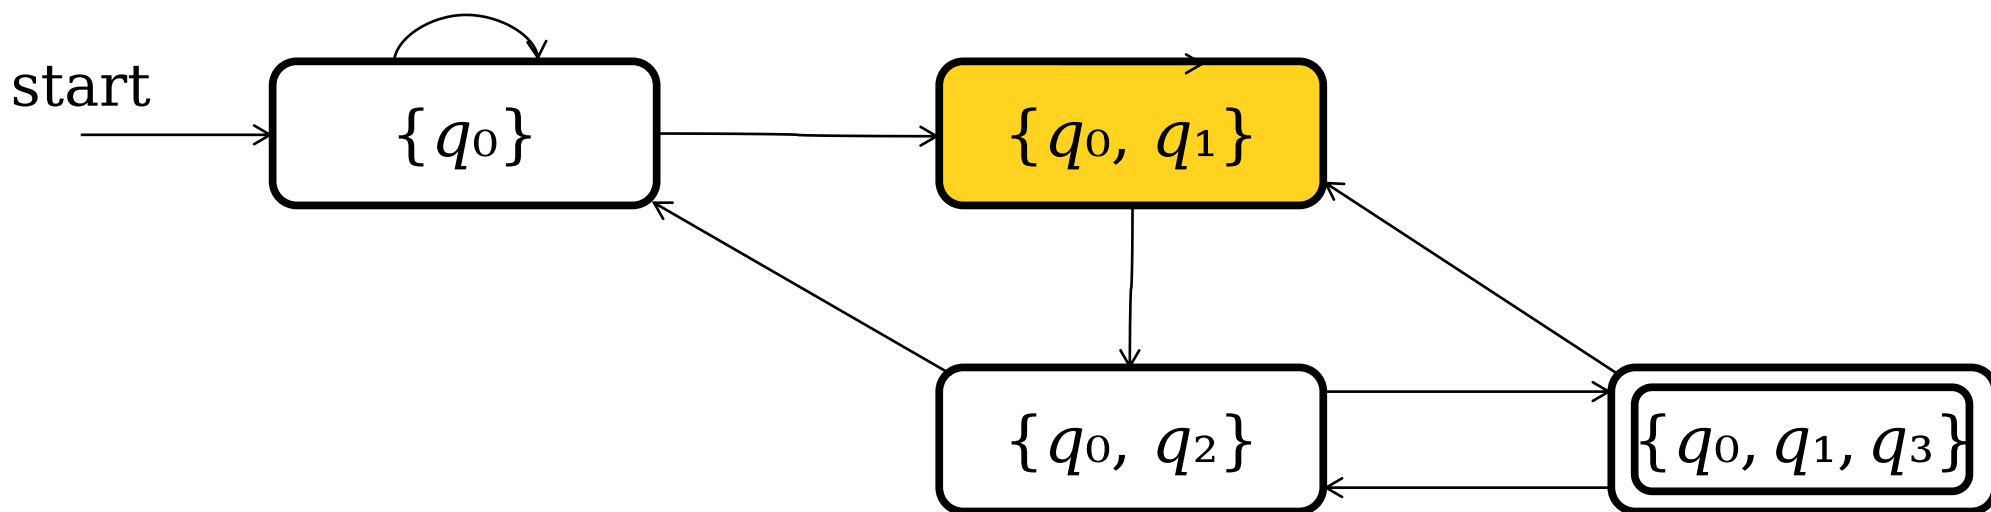 start
{q₀}
{q₀, q₁}
{q₀, q₂}
{q₀, q₁, q₃}